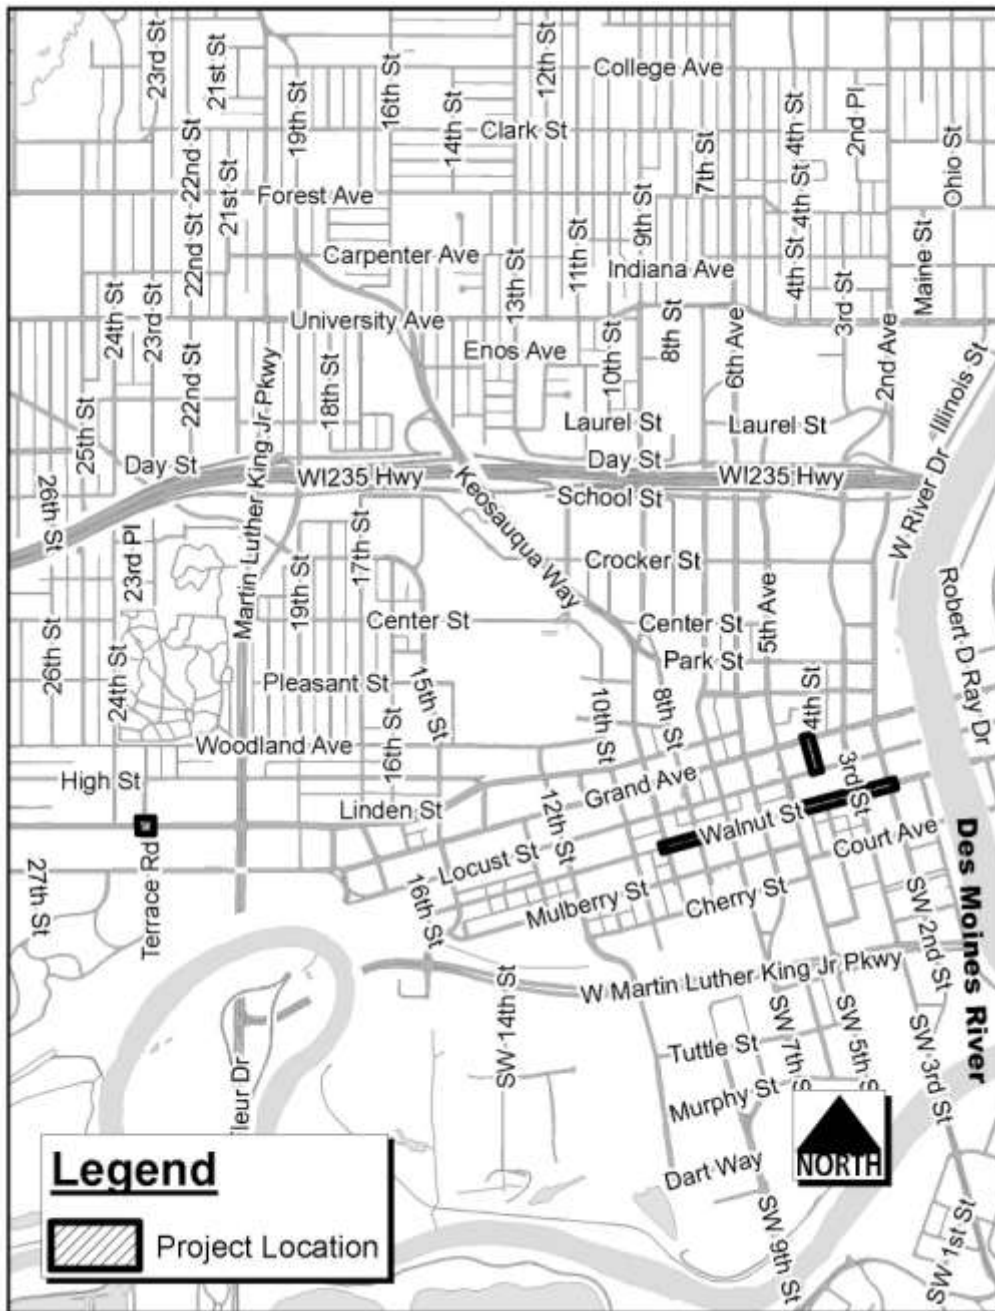 23rd St
21st St
16th St
12th St
College Ave
19th St
14th St
Clark St
4th St
2nd Pl
22nd St
7th St
Ohio St
21st St
Forest Ave
9th St
4th St
22nd St
Carpenter Ave
13th St
11th St
Indiana Ave
4th St
3rd St
Maine St
24th St
23rd St
University Ave
Enos Ave
10th St
8th St
6th Ave
2nd Ave
22nd St
18th St
Illinois St
25th St
Martin Luther King Jr Pkwy
Laurel St
Laurel St
Day St
WI235 Hwy
Day St
WI235 Hwy
W River Dr
School St
26th St
Keosauqua Way
23rd Pl
17th St
Crocker St
19th St
5th Ave
Center St
Center St
Robert D Ray Dr
26th St
24th St
Pleasant St
15th St
Park St
10th St
8th St
4th St
16th St
Woodland Ave
High St
Grand Ave
3rd St
Linden St
12th St
Walnut St
Court Ave
Locust St
Des Moines River
27th St
Terrace Rd
16th St
Mulberry St
Cherry St
SW 2nd St
W Martin Luther King Jr Pkwy
SW 14th St
SW 7th S
SW 5th S
SW 3rd St
Tuttle St
Murphy St
Dart Way
NORTH
SW 9th St
SW 1st St
Legend
Project Location